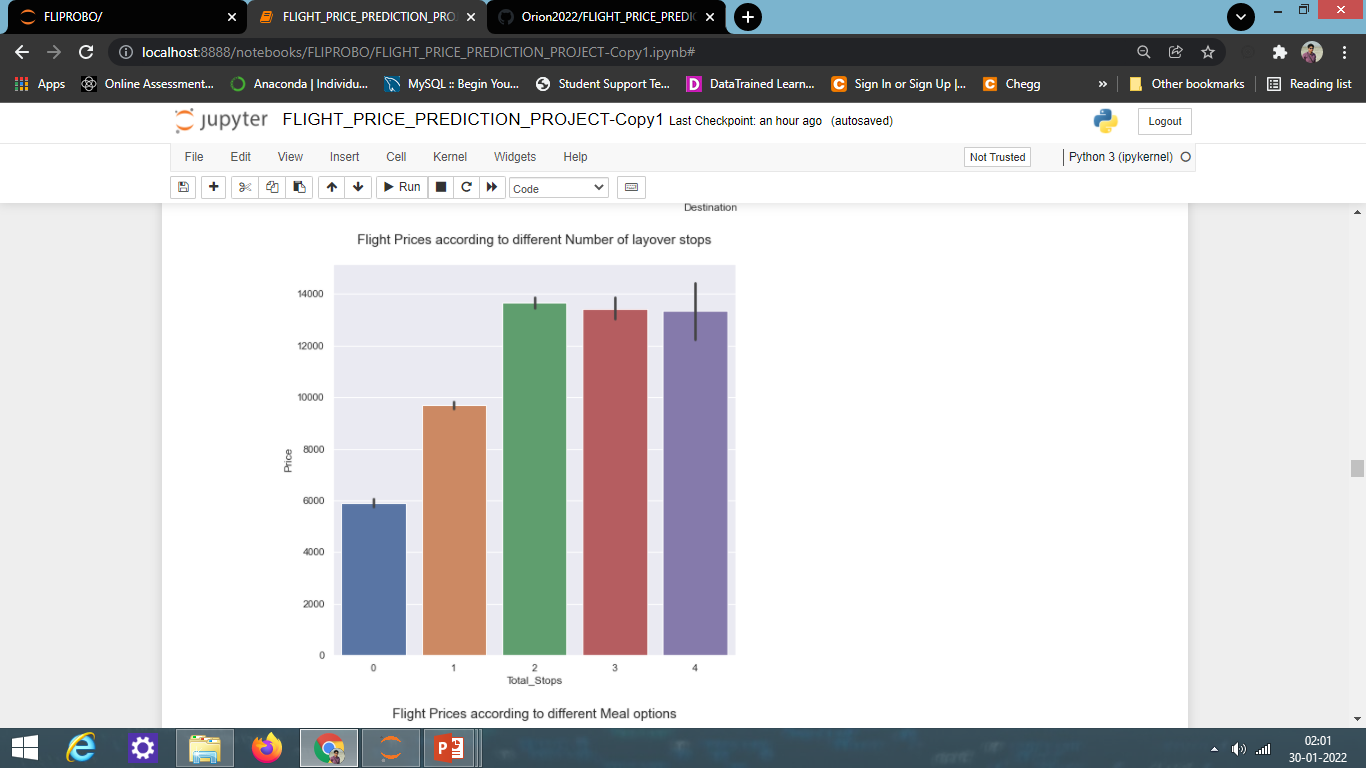 FLIPROBO/
FLIGHT_PRICE_PREDICTION_PRO
Orion2022/FLIGHT_PRICE_PREDIC
localhost:8888/notebooks/FLIPROBO/FLIGHT_PRICE_PREDICTION_PROJECT-Copy1.ipynb#
Apps Online Assessment... Anaconda | Individu... MySQL :: Begin You... Student Support Te... D DataTrained Learn... C Sign In or Sign Up |... C Chegg » Other bookmarks Reading list
jupyter FLIGHT_PRICE_PREDICTION_PROJECT-Copy1 Last Checkpoint: an hour ago (autosaved) Logout
File Edit View Insert Cell Kernel Widgets Help Not Trusted Python 3 (ipykernel)
Run Code
Destination
Flight Prices according to different Number of layover stops
14000
12000
10000
8000
6000
4000
2000
0
Price
0 1 2 3 4
Total_Stops
Flight Prices according to different Meal options
02:01
30-01-2022